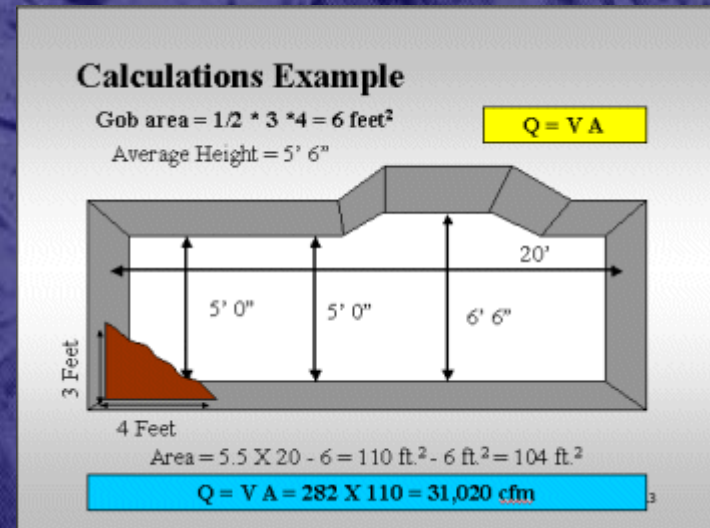 Calculations Example
Gob area = 1/2 * 3 *4 = 6 feet²
Q = V A
Average Height = 5’ 6”
20’
5’ 0”
5’ 0”
6’ 6”
3 Feet
4 Feet
Area = 5.5 X 20 - 6 = 110 ft.² - 6 ft.² = 104 ft.²
Q = V A = 282 X 110 = 31,020 cfm
3